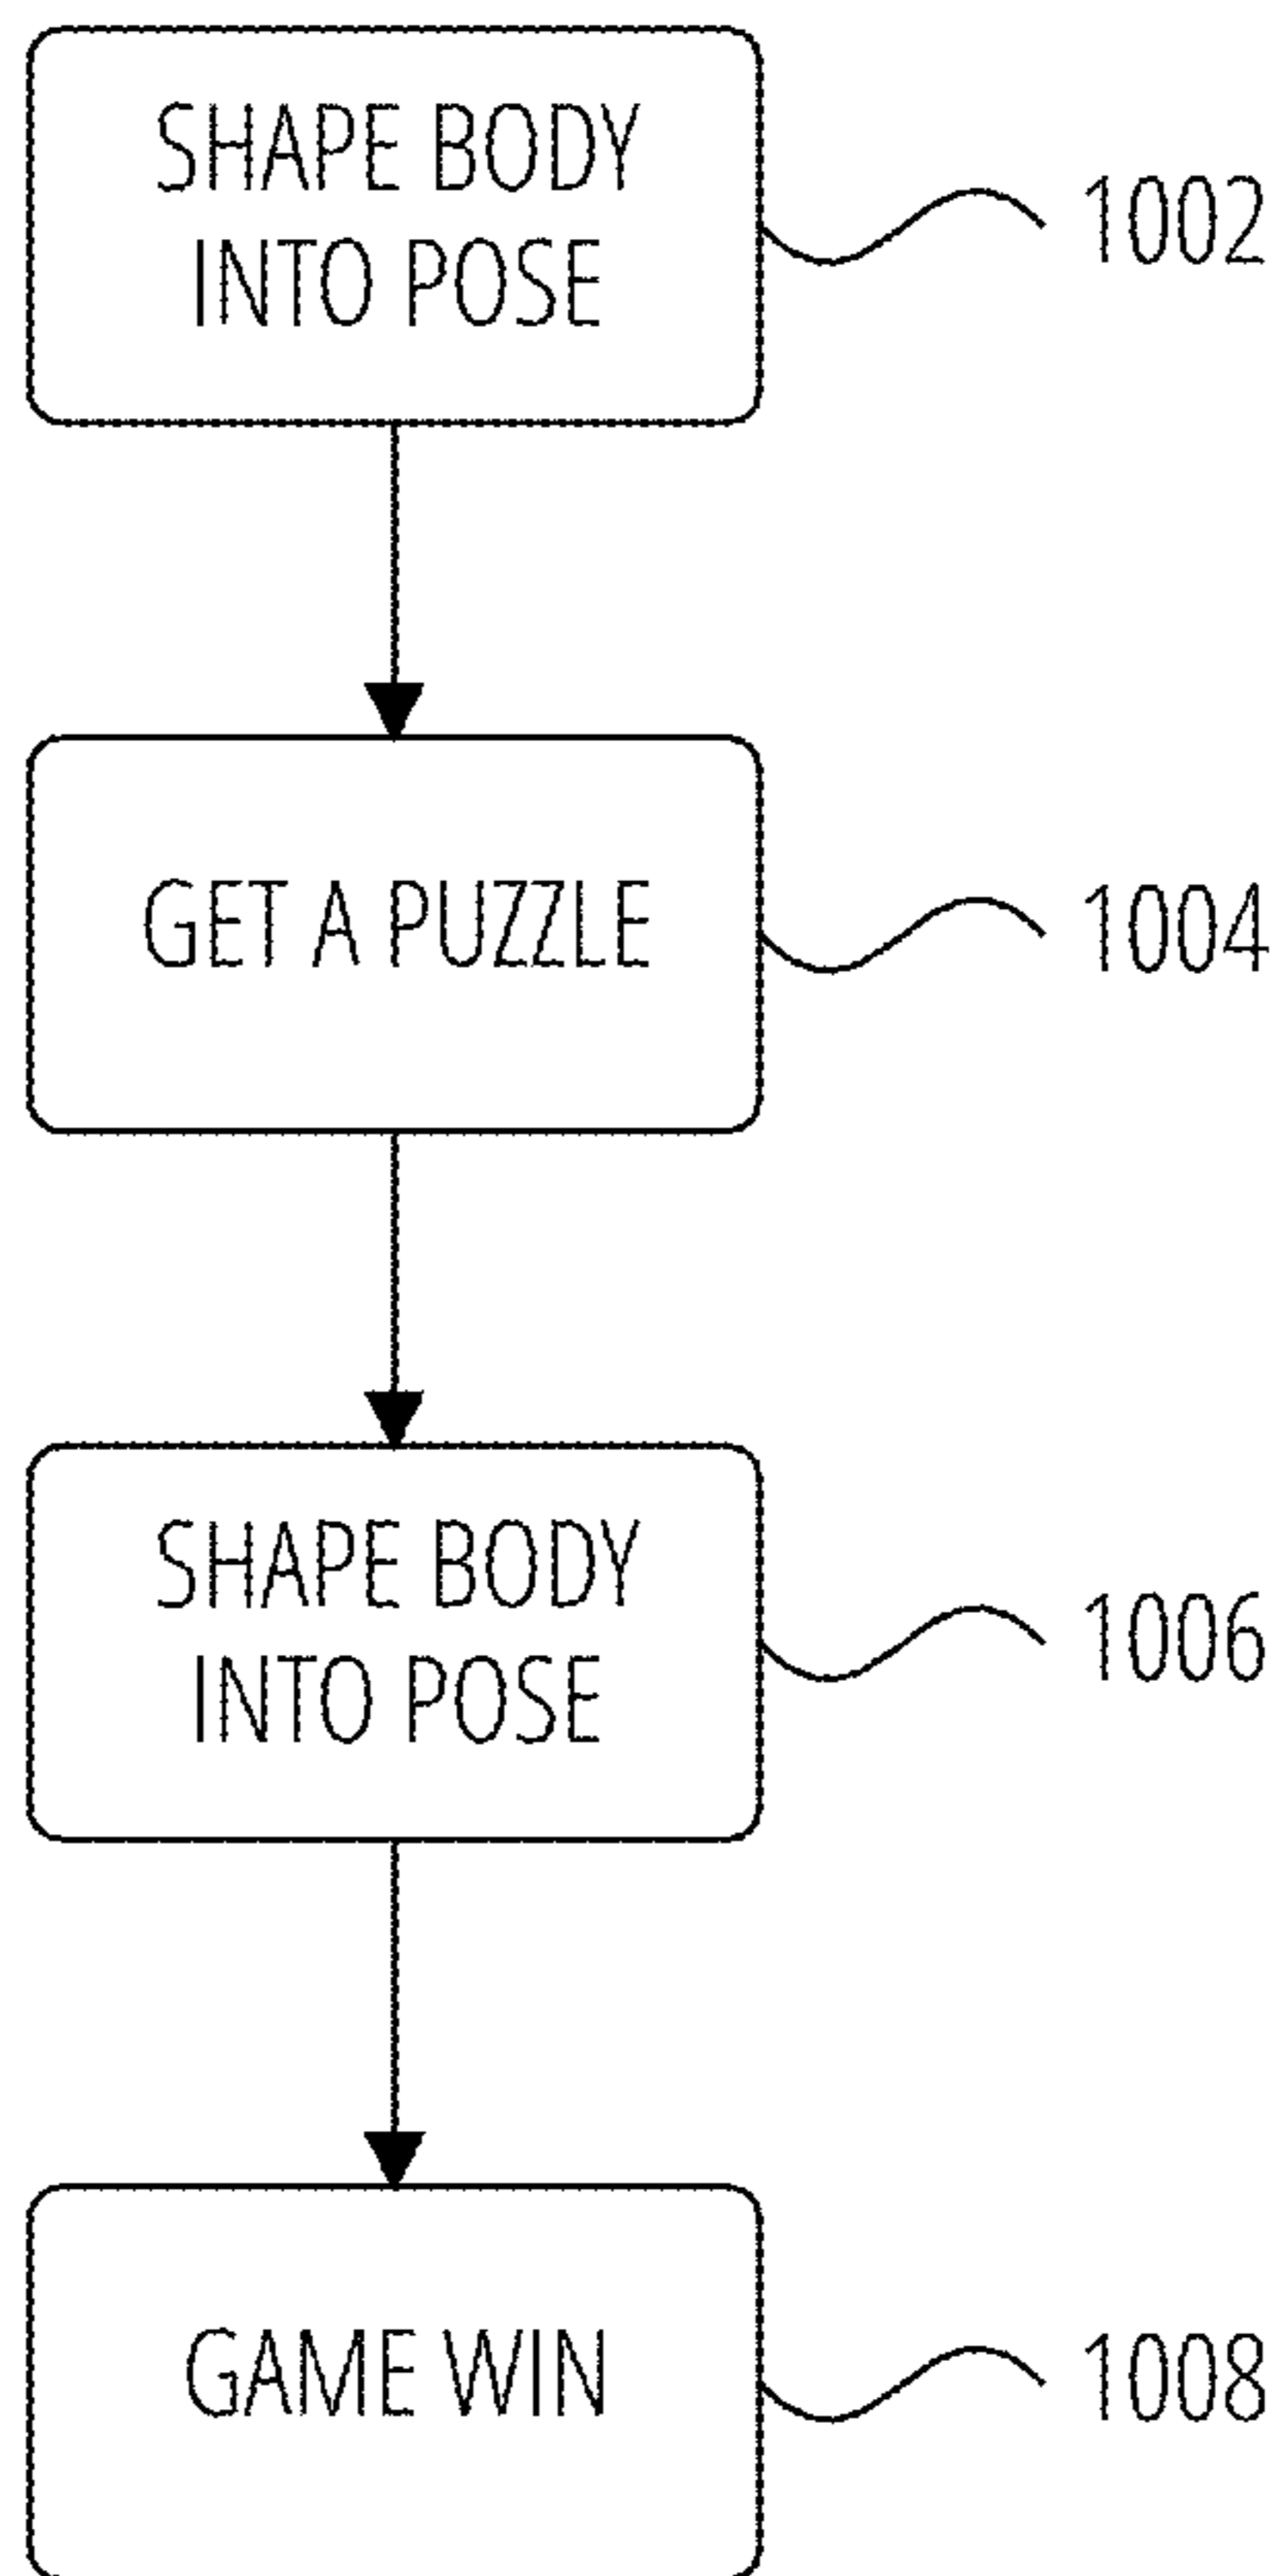 SHAPE BODY
INTO POSE
1002
GET A PUZZLE
1004
SHAPE BODY
INTO POSE
1006
GAME WIN
1008